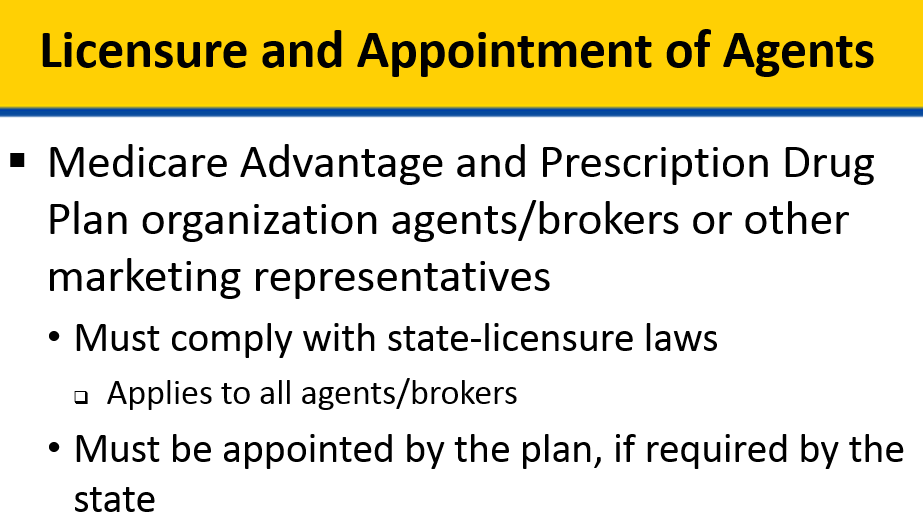 Licensure and Appointment of Agents
▪ Medicare Advantage and Prescription Drug
Plan organization agents/brokers or other
marketing representatives
• Must comply with state-licensure laws
❑ Applies to all agents/brokers
• Must be appointed by the plan, if required by the
state